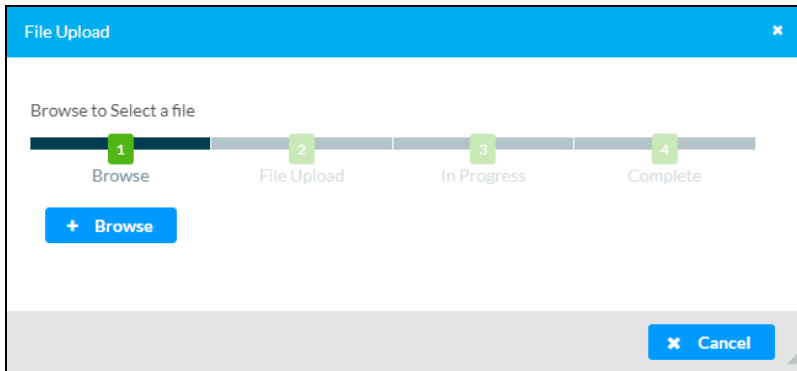 File Upload
Browse to Select a file
1 2 3 4
Browse File Upload In Progress Complete
+ Browse
Cancel